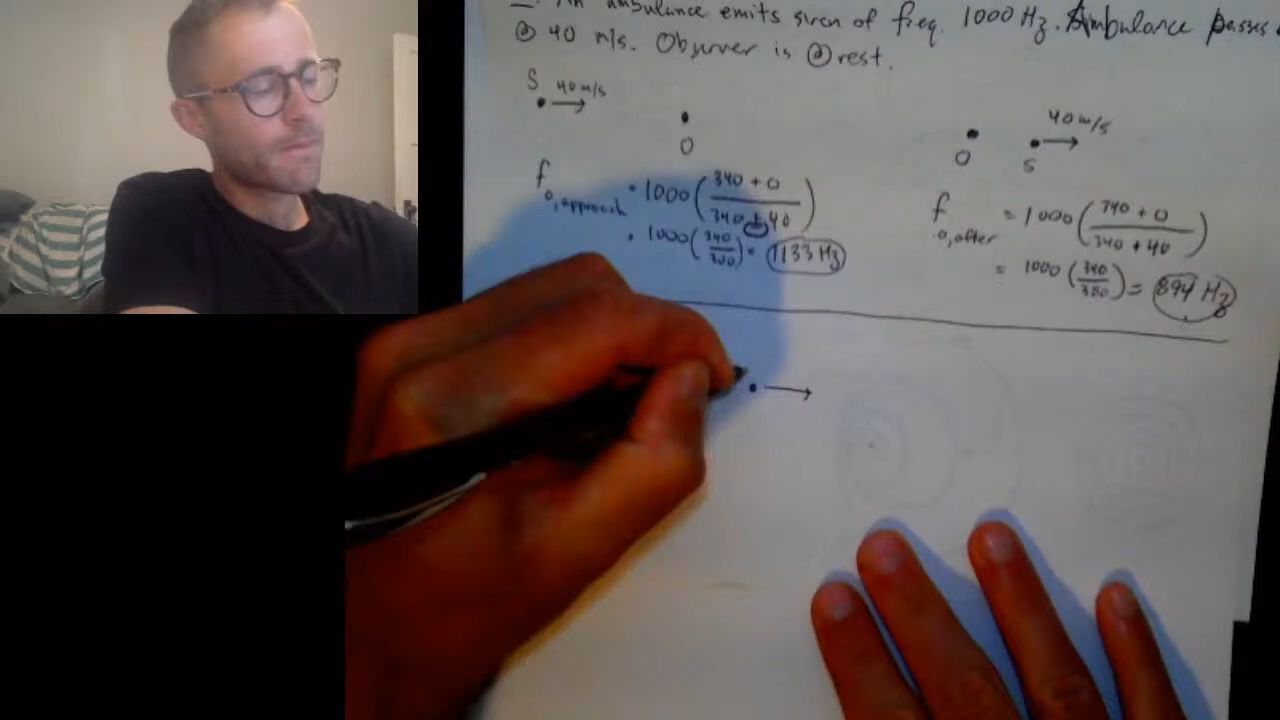 An ambulance emits siren of freq. 1000 Hz. Ambulance passes
@ 40 m/s. Observer is @ rest.
S 40 m/s
O
f o,approach = 1000 (340 + 0 / 340 - 40)
= 1000 (340/300) = 1133 Hz
40 m/s
O S
f o,after = 1000 (340 + 0 / 340 + 40)
= 1000 (340/380) = 894 Hz